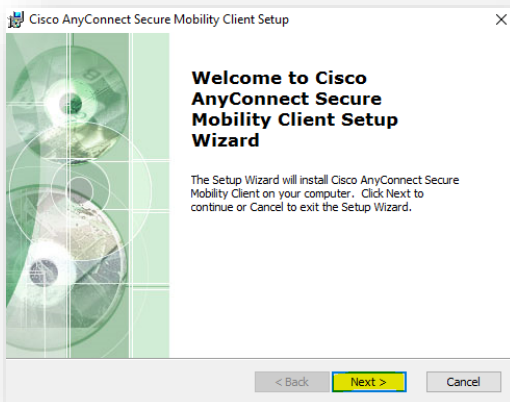 Cisco AnyConnect Secure Mobility Client Setup
Welcome to Cisco
AnyConnect Secure
Mobility Client Setup
Wizard
The Setup Wizard will install Cisco AnyConnect Secure
Mobility Client on your computer. Click Next to
continue or Cancel to exit the Setup Wizard.
< Back Next > Cancel